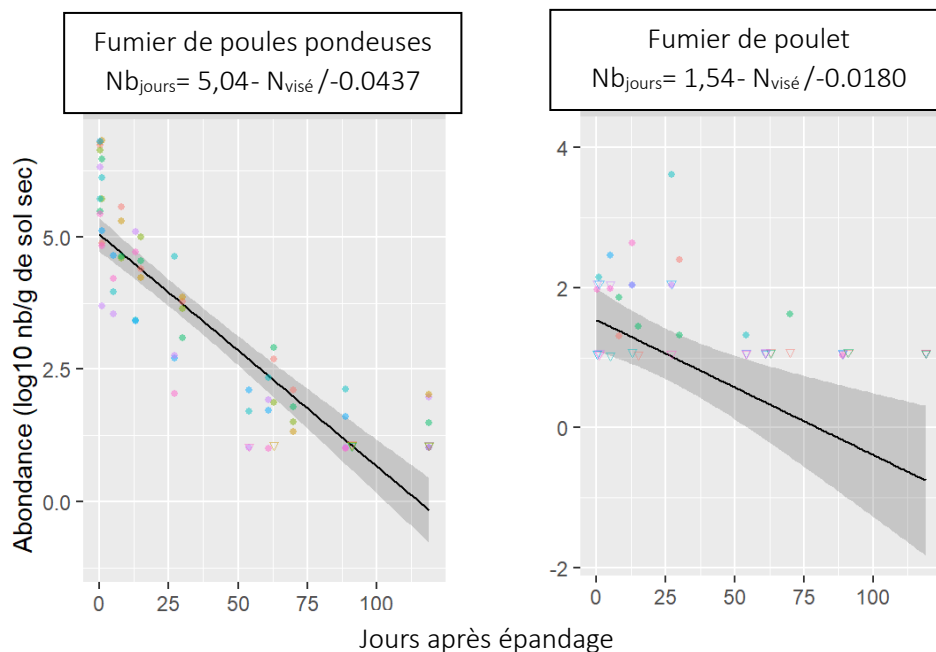 Fumier de poules pondeuses
Nbjours= 5,04- Nvisé /-0.0437
Fumier de poulet
Nbjours= 1,54- Nvisé /-0.0180
Abondance (log10 nb/g de sol sec)
5.0
2.5
0.0
0 25 50 75 100
4
2
0
-2
0 25 50 75 100
Jours après épandage